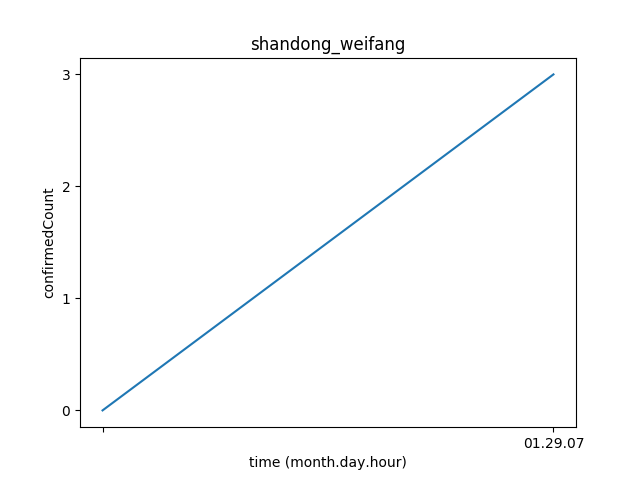 shandong_weifang
3
2
1
0
confirmedCount
01.29.07
time (month.day.hour)